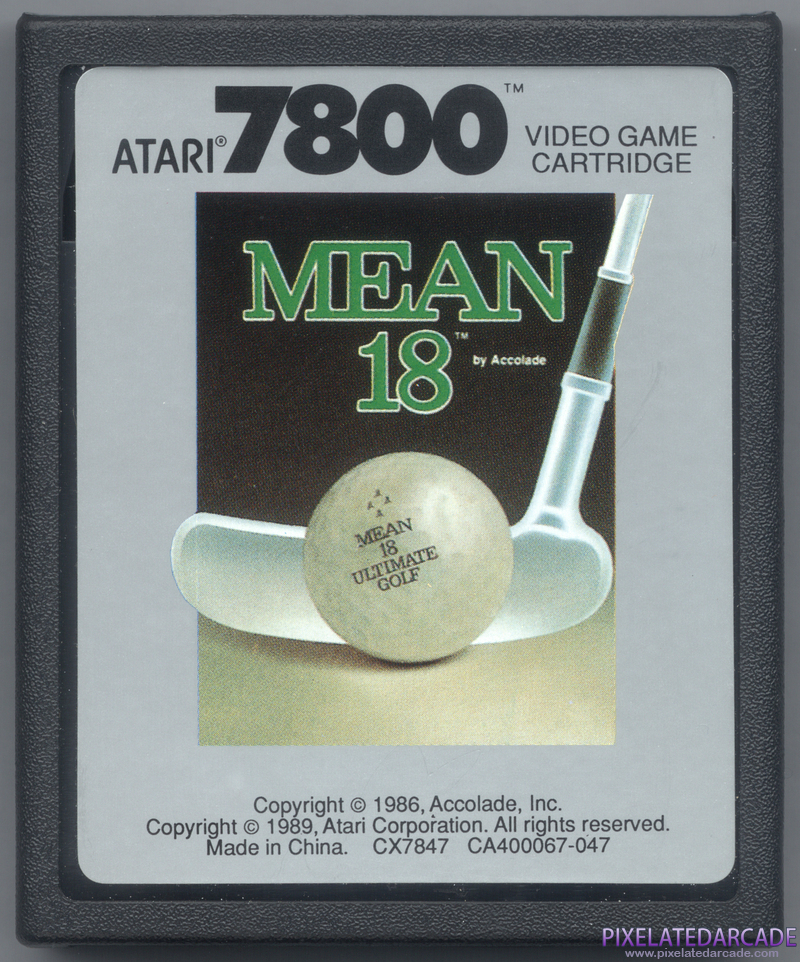 ATARI® 7800™ VIDEO GAME
CARTRIDGE
MEAN
18™
by Accolade
MEAN
18
ULTIMATE
GOLF
Copyright © 1986, Accolade, Inc.
Copyright © 1989, Atari Corporation. All rights reserved.
Made in China. CX7847 CA400067-047
PIXELATEDARCADE
www.pixelatedarcade.com